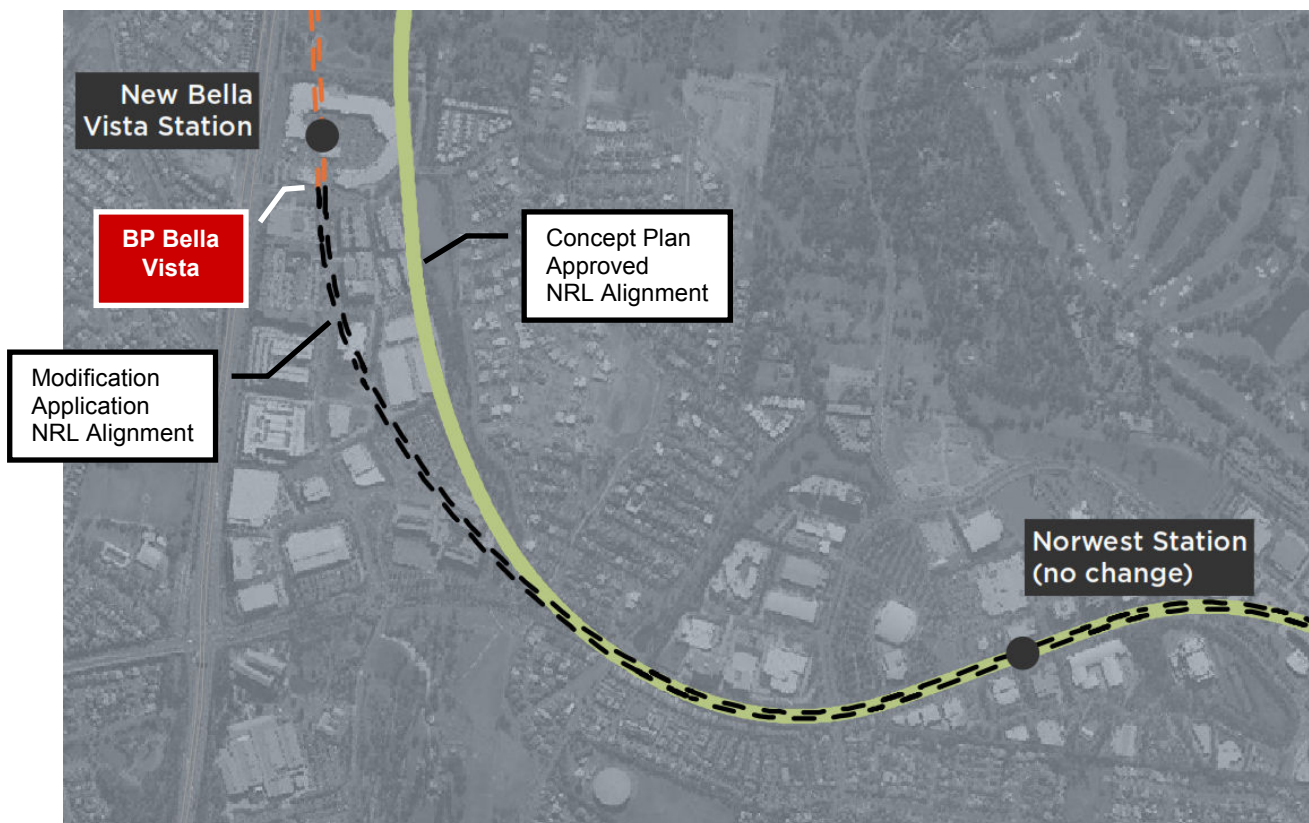 New Bella
Vista Station
BP Bella
Vista
Concept Plan
Approved
NRL Alignment
Modification
Application
NRL Alignment
Norwest Station
(no change)